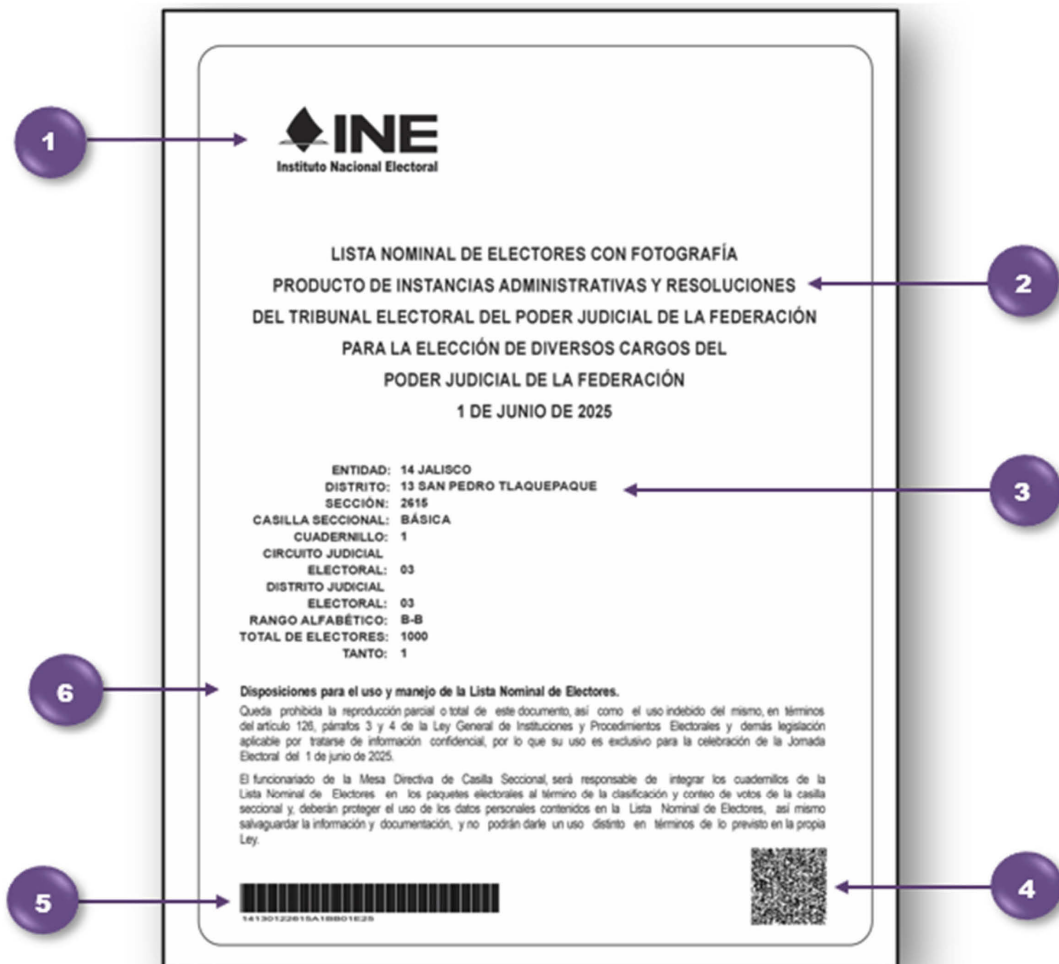 1
INE
Instituto Nacional Electoral
LISTA NOMINAL DE ELECTORES CON FOTOGRAFÍA
PRODUCTO DE INSTANCIAS ADMINISTRATIVAS Y RESOLUCIONES
2
DEL TRIBUNAL ELECTORAL DEL PODER JUDICIAL DE LA FEDERACIÓN
PARA LA ELECCIÓN DE DIVERSOS CARGOS DEL
PODER JUDICIAL DE LA FEDERACIÓN
1 DE JUNIO DE 2025
ENTIDAD: 14 JALISCO
DISTRITO: 13 SAN PEDRO TLAQUEPAQUE
3
SECCIÓN: 2615
CASILLA SECCIONAL: BÁSICA
CUADERNILLO: 1
CIRCUITO JUDICIAL
ELECTORAL: 03
DISTRITO JUDICIAL
ELECTORAL: 03
RANGO ALFABÉTICO: B-B
TOTAL DE ELECTORES: 1000
TANTO: 1
6
Disposiciones para el uso y manejo de la Lista Nominal de Electores.
Queda prohibida la reproducción parcial o total de este documento, así como el uso indebido del mismo, en términos
del artículo 126, párrafos 3 y 4 de la Ley General de Instituciones y Procedimientos Electorales y demás legislación
aplicable por tratarse de información confidencial, por lo que su uso es exclusivo para la celebración de la Jornada
Electoral del 1 de junio de 2025.
El funcionariado de la Mesa Directiva de Casilla Seccional, será responsable de integrar los cuadernillos de la
Lista Nominal de Electores en los paquetes electorales al término de la clasificación y conteo de votos de la casilla
seccional y, deberán proteger el uso de los datos personales contenidos en la Lista Nominal de Electores, así mismo
salvaguardar la información y documentación, y no podrán darle un uso distinto en términos de lo previsto en la propia
Ley.
5
14130122615A1BB01E25
4